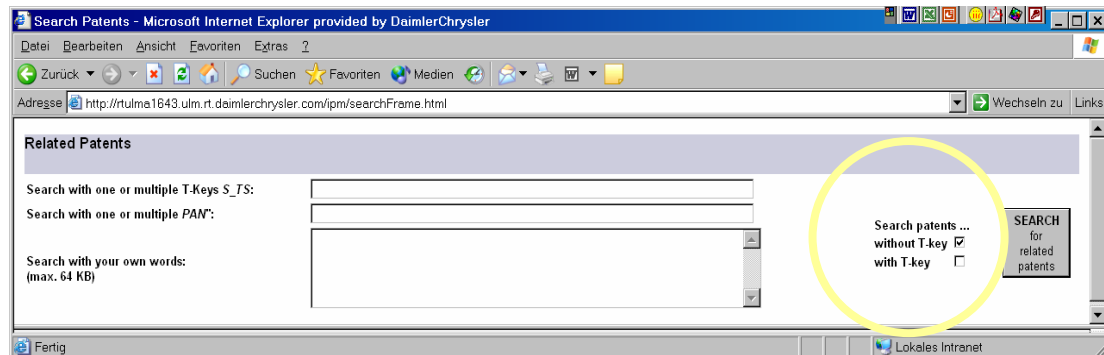 Search Patents - Microsoft Internet Explorer provided by DaimlerChrysler
Datei Bearbeiten Ansicht Favoriten Extras ?
Zurück Suchen Favoriten Medien
Adresse http://rtulma1643.ulm.rt.daimlerchrysler.com/ipm/searchFrame.html Wechseln zu Links
Related Patents
Search with one or multiple T-Keys S_TS:
Search with one or multiple PAN":
Search with your own words:
(max. 64 KB)
Search patents ...
without T-key
with T-key
SEARCH
for
related
patents
Fertig Lokales Intranet